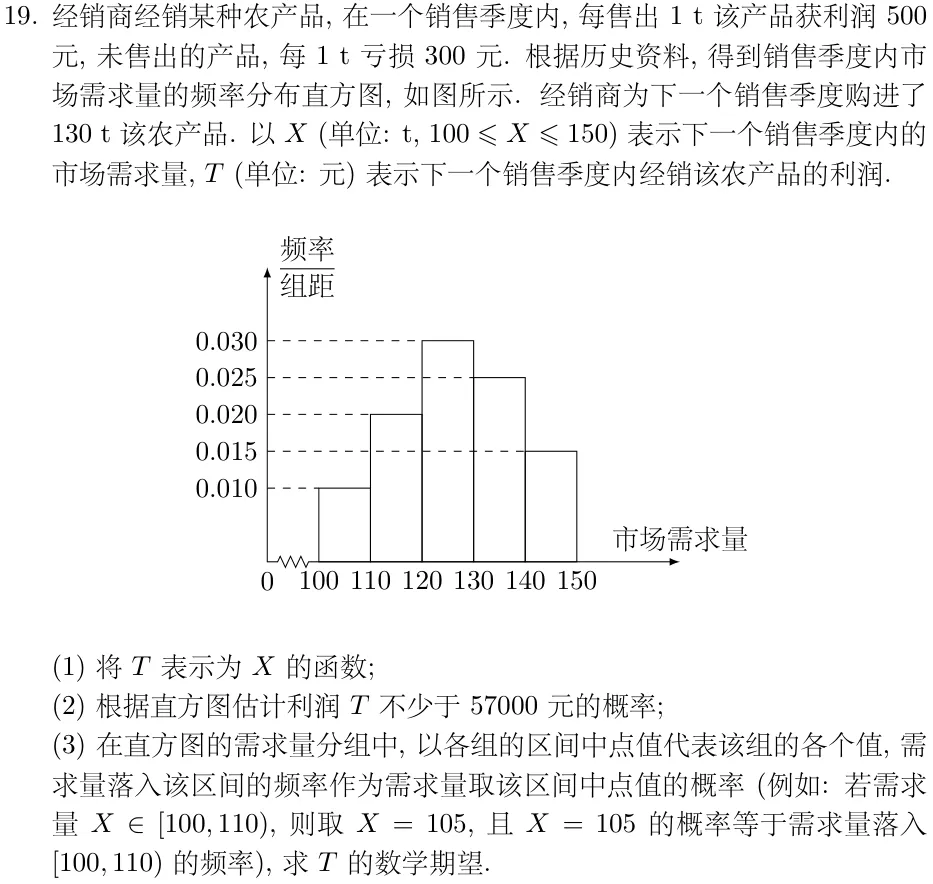 19. 经销商经销某种农产品, 在一个销售季度内, 每售出 1 t 该产品获利润 500
元, 未售出的产品, 每 1 t 亏损 300 元. 根据历史资料, 得到销售季度内市
场需求量的频率分布直方图, 如图所示. 经销商为下一个销售季度购进了
130 t 该农产品. 以 X (单位: t, 100 ⩽ X ⩽ 150) 表示下一个销售季度内的
市场需求量, T (单位: 元) 表示下一个销售季度内经销该农产品的利润.
频率
组距
0.030
0.025
0.020
0.015
0.010
市场需求量
0 100 110 120 130 140 150
(1) 将 T 表示为 X 的函数;
(2) 根据直方图估计利润 T 不少于 57000 元的概率;
(3) 在直方图的需求量分组中, 以各组的区间中点值代表该组的各个值, 需
求量落入该区间的频率作为需求量取该区间中点值的概率 (例如: 若需求
量 X ∈ [100, 110), 则取 X = 105, 且 X = 105 的概率等于需求量落入
[100, 110) 的频率), 求 T 的数学期望.